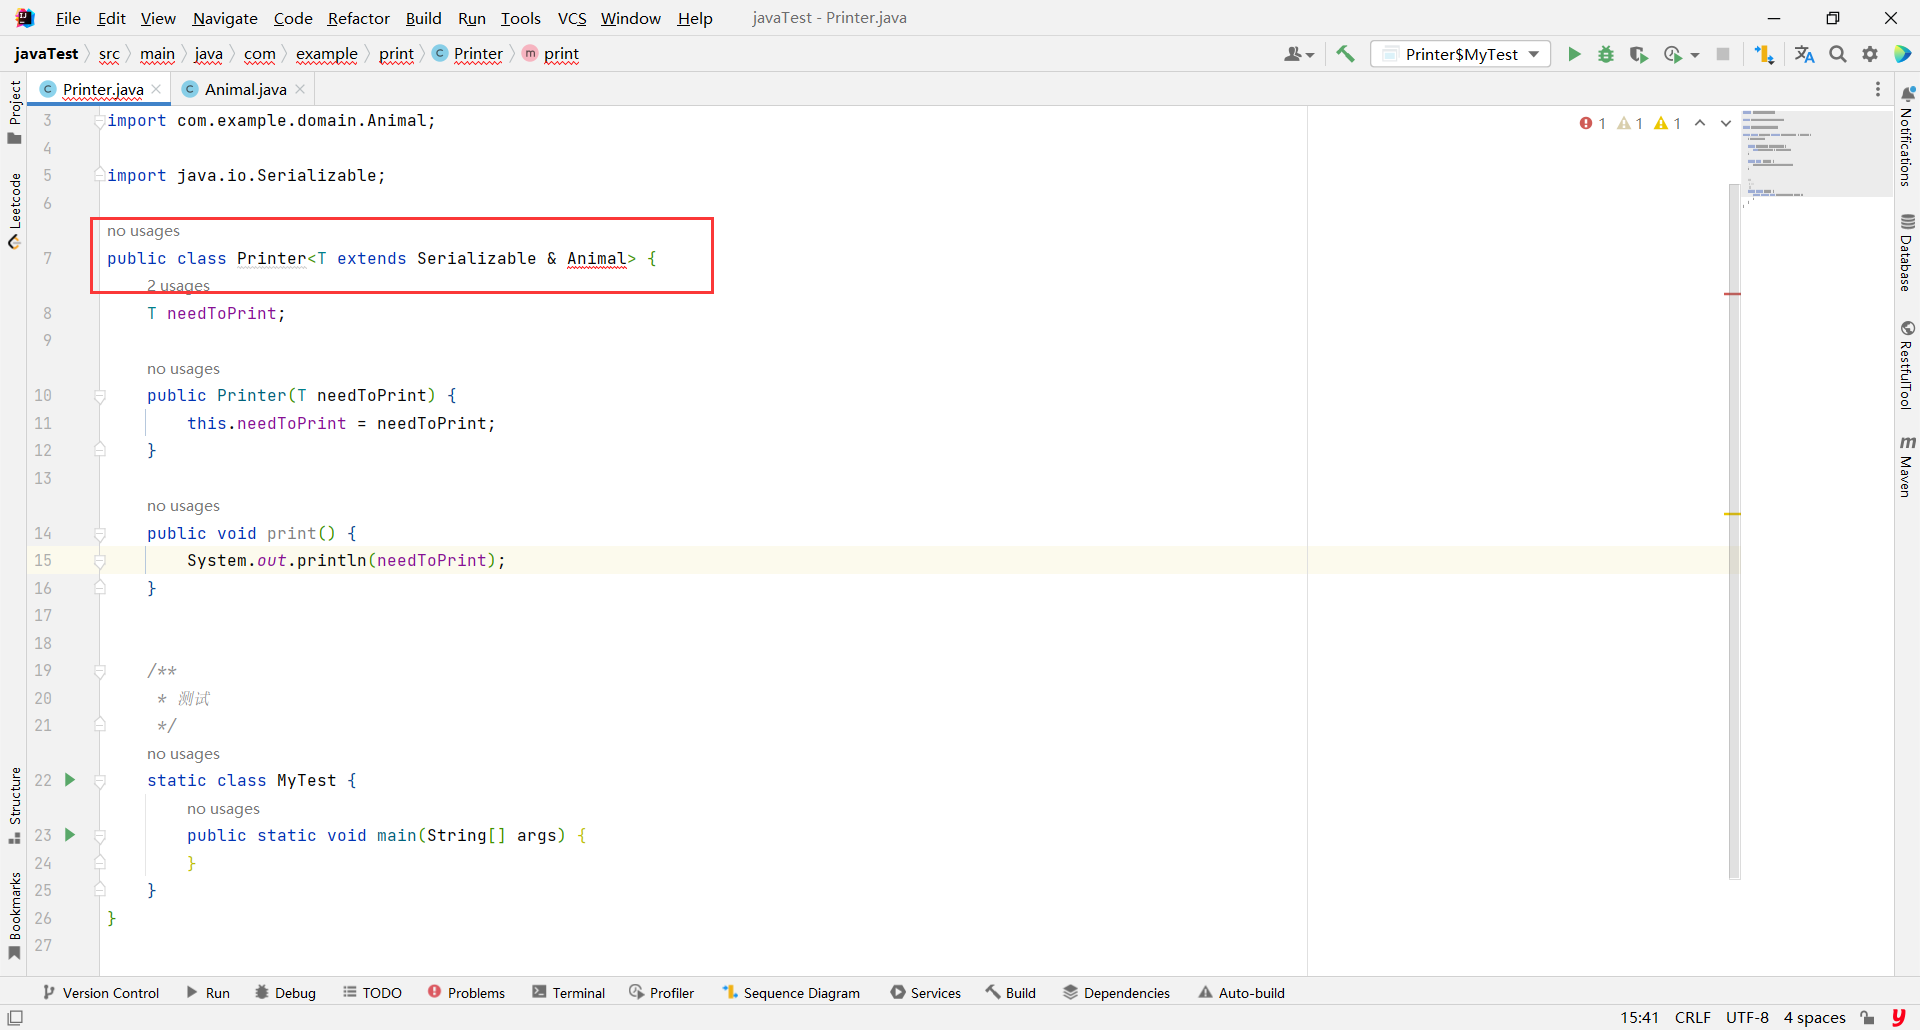 File Edit View Navigate Code Refactor Build Run Tools VCS Window Help javaTest - Printer.java
javaTest src main java com example print Printer print Printer$MyTest
Printer.java Animal.java
Project
Leetcode
Structure
Bookmarks
1 1 1
3 import com.example.domain.Animal;
4
5 import java.io.Serializable;
6
no usages
7 public class Printer<T extends Serializable & Animal> {
2 usages
8 T needToPrint;
9
no usages
10 public Printer(T needToPrint) {
11 this.needToPrint = needToPrint;
12 }
13
no usages
14 public void print() {
15 System.out.println(needToPrint);
16 }
17
18
19 /**
20 * 测试
21 */
no usages
22 static class MyTest {
no usages
23 public static void main(String[] args) {
24 }
25 }
26 }
27
Notifications
Database
RestfulTool
Maven
Version Control Run Debug TODO Problems Terminal Profiler Sequence Diagram Services Build Dependencies Auto-build
15:41 CRLF UTF-8 4 spaces